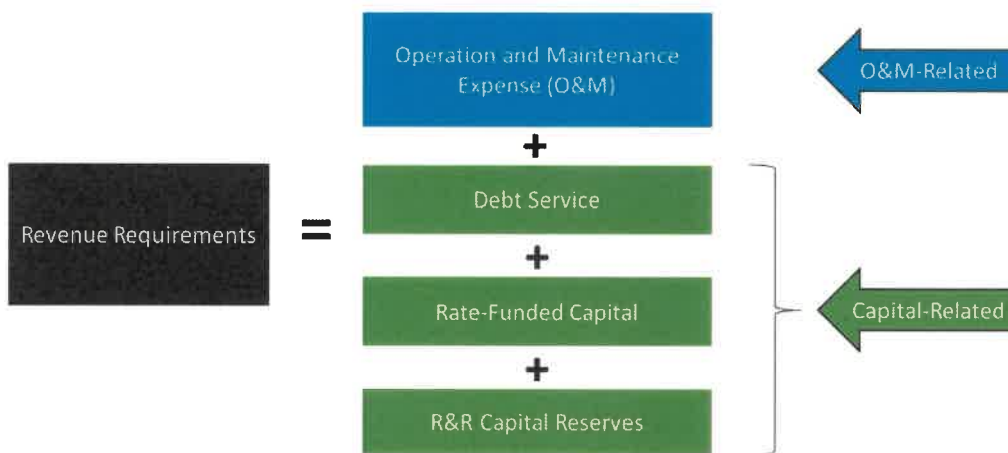 Operation and Maintenance
Expense (O&M)
O&M-Related
+
Debt Service
Revenue Requirements
=
+
Rate-Funded Capital
Capital-Related
+
R&R Capital Reserves